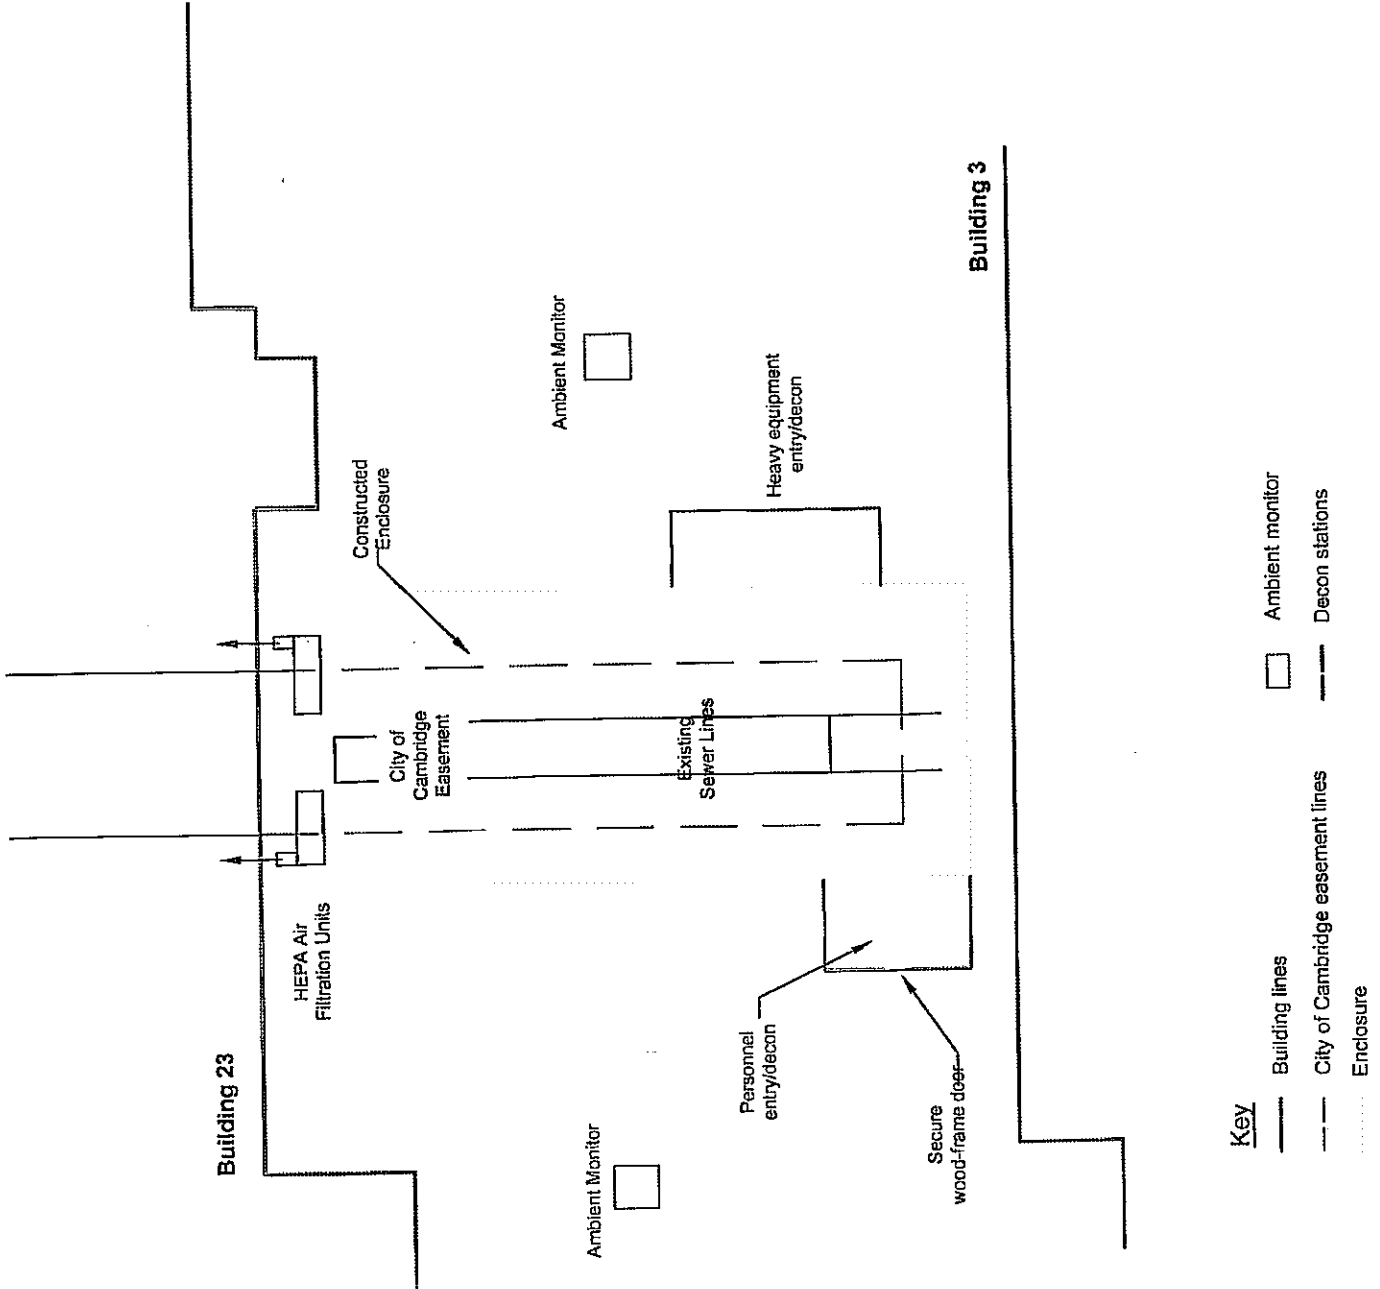 Building 23
HEPA Air
Filtration Units
City of
Cambridge
Easement
Constructed
Enclosure
Ambient Monitor
Ambient Monitor
Existing
Sewer Lines
Personnel
entry/decon
Heavy equipment
entry/decon
Secure
wood-frame door
Building 3
Key
Building lines
City of Cambridge easement lines
Enclosure
Ambient monitor
Decon stations